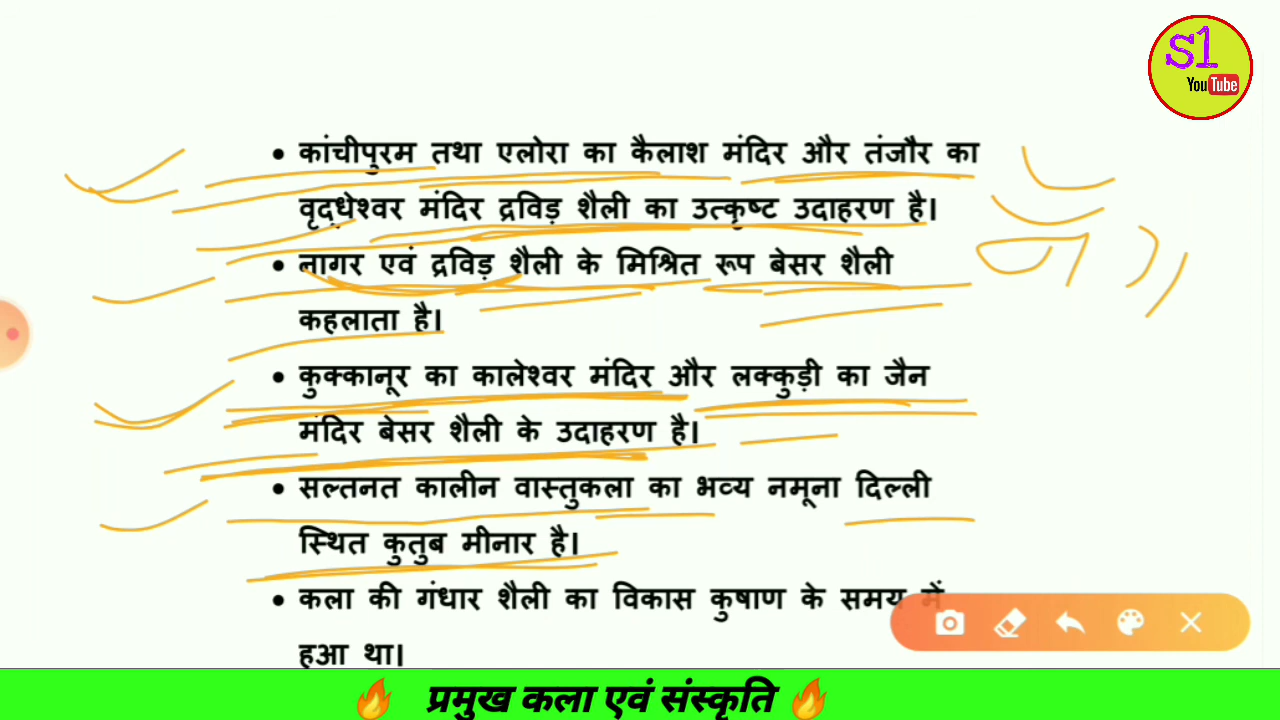 S1
YouTube
• कांचीपुरम तथा एलोरा का कैलाश मंदिर और तंजौर का
वृद्धेश्वर मंदिर द्रविड़ शैली का उत्कृष्ट उदाहरण है।
• नागर एवं द्रविड़ शैली के मिश्रित रूप बेसर शैली
कहलाता है।
• कुक्कानूर का कालेश्वर मंदिर और लक्कुड़ी का जैन
मंदिर बेसर शैली के उदाहरण है।
• सल्तनत कालीन वास्तुकला का भव्य नमूना दिल्ली
स्थित कुतुब मीनार है।
• कला की गंधार शैली का विकास कुषाण के समय में
हुआ था।
🔥 प्रमुख कला एवं संस्कृति 🔥